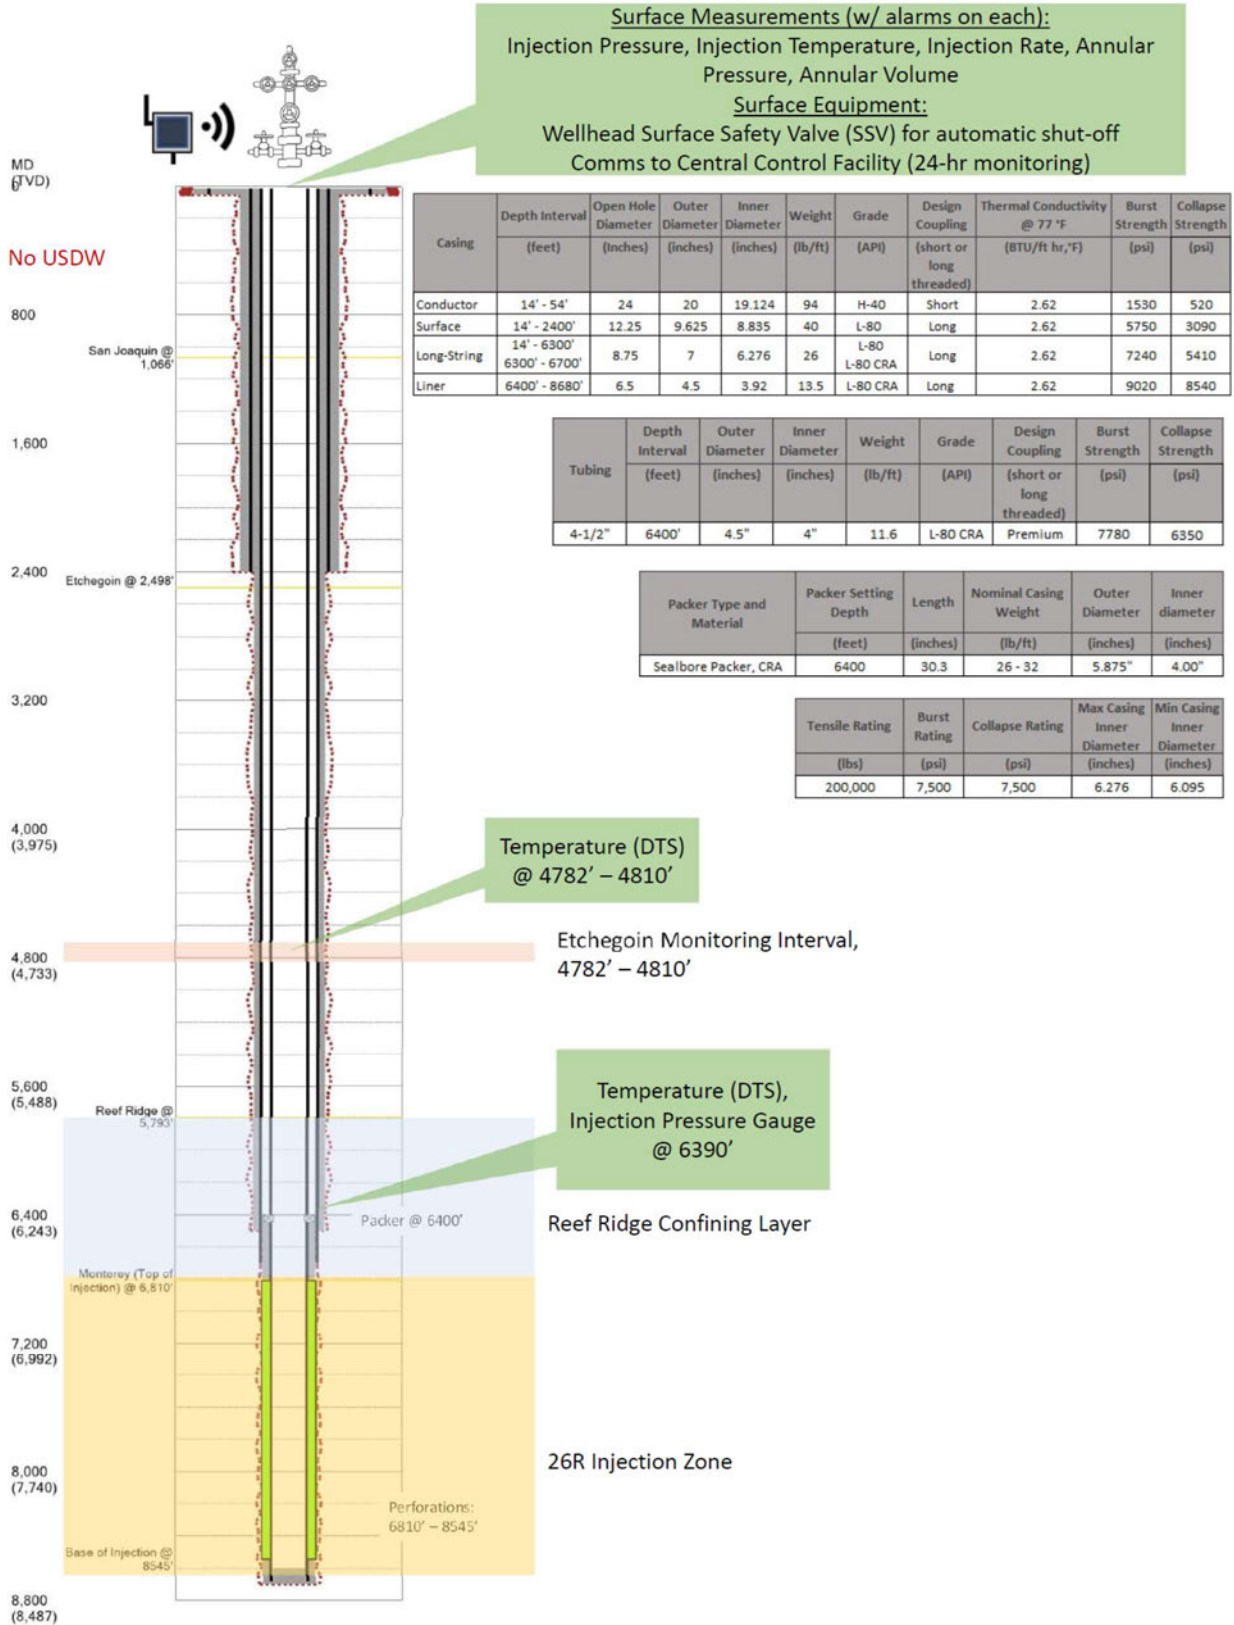 Surface Measurements (w/ alarms on each):
Injection Pressure, Injection Temperature, Injection Rate, Annular
Pressure, Annular Volume
Surface Equipment:
Wellhead Surface Safety Valve (SSV) for automatic shut-off
Comms to Central Control Facility (24-hr monitoring)
MD
(TVD)
0
No USDW
800
San Joaquin @
1,066'
1,600
2,400
Etchegoin @ 2,498'
3,200
4,000
(3,975)
4,800
(4,733)
5,600
(5,488)
Reef Ridge @
5,793'
6,400
(6,243)
Packer @ 6400'
Monterey (Top of
Injection) @ 6,810'
7,200
(6,992)
8,000
(7,740)
Perforations:
6810' – 8545'
Base of Injection @
8545'
8,800
(8,487)
Casing Depth Interval Open Hole Diameter Outer Diameter Inner Diameter Weight Grade Design Coupling Thermal Conductivity @ 77 °F Burst Strength Collapse Strength
(feet) (Inches) (inches) (inches) (lb/ft) (API) (short or long threaded) (BTU/ft hr,°F) (psi) (psi)
Conductor 14' - 54' 24 20 19.124 94 H-40 Short 2.62 1530 520
Surface 14' - 2400' 12.25 9.625 8.835 40 L-80 Long 2.62 5750 3090
Long-String 14' - 6300' 6300' - 6700' 8.75 7 6.276 26 L-80 L-80 CRA Long 2.62 7240 5410
Liner 6400' - 8680' 6.5 4.5 3.92 13.5 L-80 CRA Long 2.62 9020 8540
Tubing Depth Interval Outer Diameter Inner Diameter Weight Grade Design Coupling Burst Strength Collapse Strength
(feet) (inches) (inches) (lb/ft) (API) (short or long threaded) (psi) (psi)
4-1/2" 6400' 4.5" 4" 11.6 L-80 CRA Premium 7780 6350
Packer Type and Material Packer Setting Depth Length Nominal Casing Weight Outer Diameter Inner diameter
(feet) (inches) (lb/ft) (inches) (inches)
Sealbore Packer, CRA 6400 30.3 26 - 32 5.875" 4.00"
Tensile Rating Burst Rating Collapse Rating Max Casing Inner Diameter Min Casing Inner Diameter
(lbs) (psi) (psi) (inches) (inches)
200,000 7,500 7,500 6.276 6.095
Temperature (DTS)
@ 4782' – 4810'
Etchegoin Monitoring Interval,
4782' – 4810'
Temperature (DTS),
Injection Pressure Gauge
@ 6390'
Reef Ridge Confining Layer
26R Injection Zone